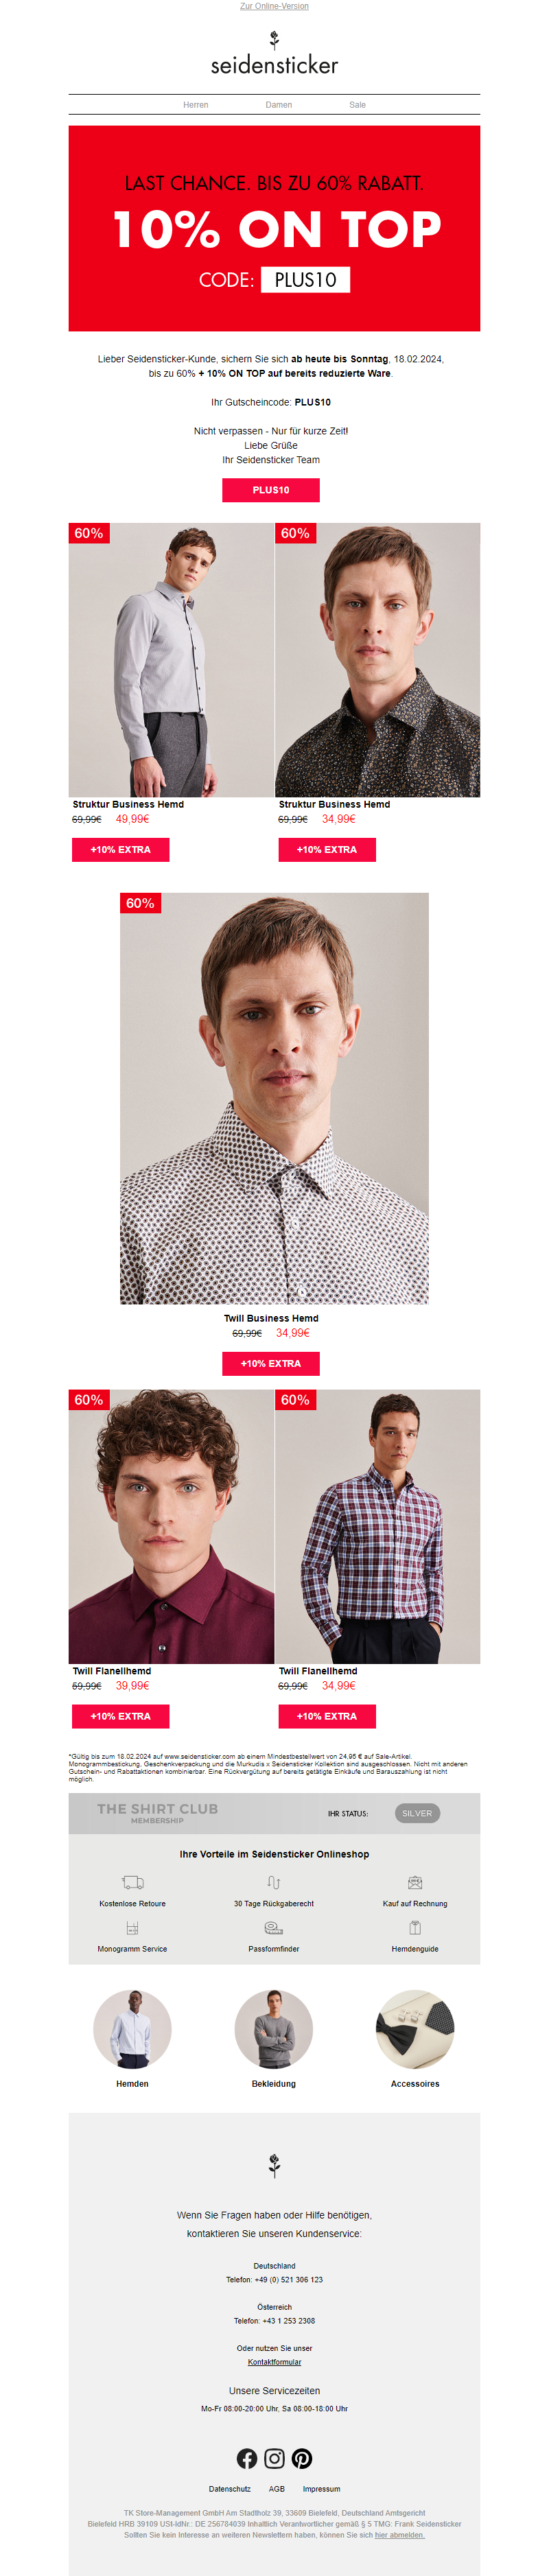 Zur Online-Version
seidensticker
Herren Damen Sale
LAST CHANCE. BIS ZU 60% RABATT.
10% ON TOP
CODE: PLUS10
Lieber Seidensticker-Kunde, sichern Sie sich ab heute bis Sonntag, 18.02.2024,
bis zu 60% + 10% ON TOP auf bereits reduzierte Ware.
Ihr Gutscheincode: PLUS10
Nicht verpassen - Nur für kurze Zeit!
Liebe Grüße
Ihr Seidensticker Team
PLUS10
60% 60%
Struktur Business Hemd Struktur Business Hemd
69,99€ 49,99€ 69,99€ 34,99€
+10% EXTRA +10% EXTRA
60%
Twill Business Hemd
69,99€ 34,99€
+10% EXTRA
60% 60%
Twill Flanellhemd Twill Flanellhemd
59,99€ 39,99€ 69,99€ 34,99€
+10% EXTRA +10% EXTRA
*Gültig bis zum 18.02.2024 auf www.seidensticker.com ab einem Mindestbestellwert von 24,95 € auf Sale-Artikel.
Monogrammbestickung, Geschenkverpackung und die Murkudis x Seidensticker Kollektion sind ausgeschlossen. Nicht mit anderen
Gutschein- und Rabattaktionen kombinierbar. Eine Rückvergütung auf bereits getätigte Einkäufe und Barauszahlung ist nicht
möglich.
THE SHIRT CLUB
MEMBERSHIP
IHR STATUS: SILVER
Ihre Vorteile im Seidensticker Onlineshop
Kostenlose Retoure 30 Tage Rückgaberecht Kauf auf Rechnung
Monogramm Service Passformfinder Hemdenguide
Hemden Bekleidung Accessoires
Wenn Sie Fragen haben oder Hilfe benötigen,
kontaktieren Sie unseren Kundenservice:
Deutschland
Telefon: +49 (0) 521 306 123
Österreich
Telefon: +43 1 253 2308
Oder nutzen Sie unser
Kontaktformular
Unsere Servicezeiten
Mo-Fr 08:00-20:00 Uhr, Sa 08:00-18:00 Uhr
Datenschutz AGB Impressum
TK Store-Management GmbH Am Stadtholz 39, 33609 Bielefeld, Deutschland Amtsgericht
Bielefeld HRB 39109 USt-IdNr.: DE 256784039 Inhaltlich Verantwortlicher gemäß § 5 TMG: Frank Seidensticker
Sollten Sie kein Interesse an weiteren Newslettern haben, können Sie sich hier abmelden.